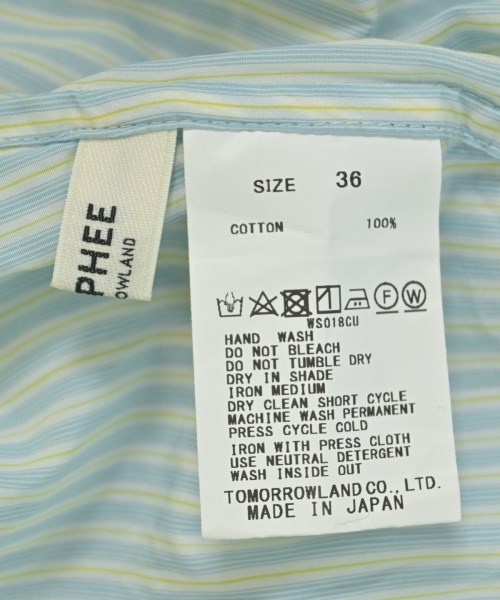 PHEE
ROWLAND
SIZE 36
COTTON 100%
F W
WS018CU
HAND WASH
DO NOT BLEACH
DO NOT TUMBLE DRY
DRY IN SHADE
IRON MEDIUM
DRY CLEAN SHORT CYCLE
MACHINE WASH PERMANENT
PRESS CYCLE COLD
IRON WITH PRESS CLOTH
USE NEUTRAL DETERGENT
WASH INSIDE OUT
TOMORROWLAND CO., LTD.
MADE IN JAPAN